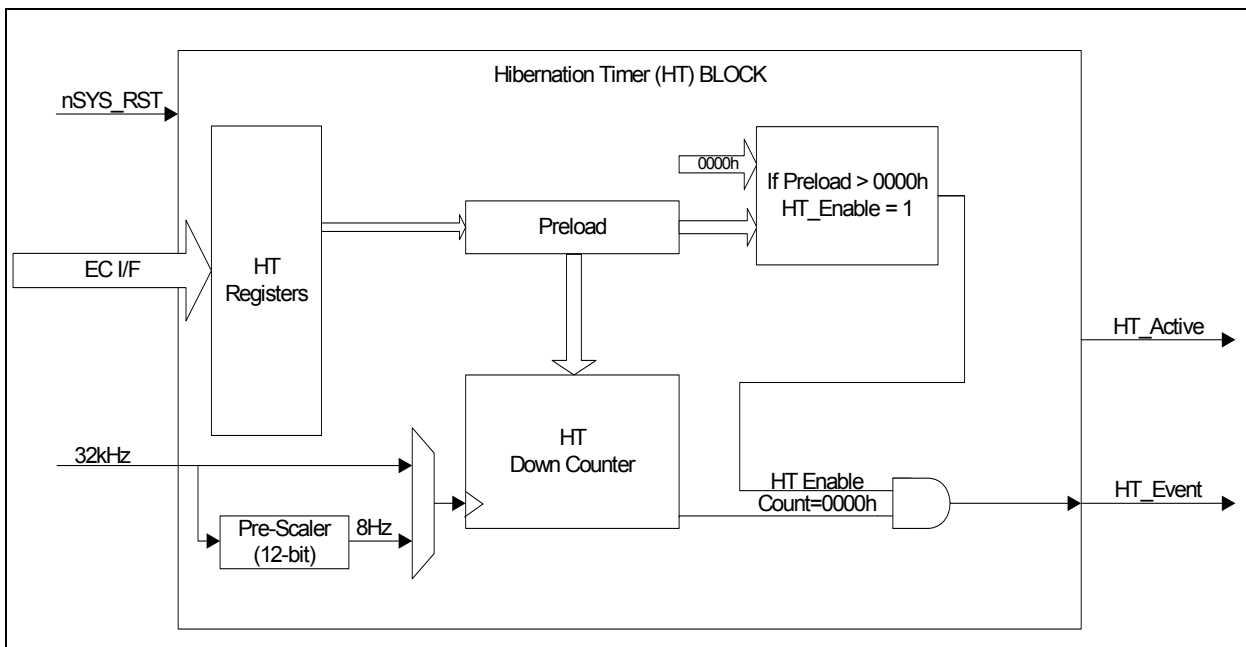 Hibernation Timer (HT) BLOCK
nSYS_RST
0000h
If Preload > 0000h
HT_Enable = 1
Preload
EC I/F
HT
Registers
HT_Active
32kHz
HT
Down Counter
HT Enable
Count=0000h
HT_Event
Pre-Scaler
(12-bit)
8Hz